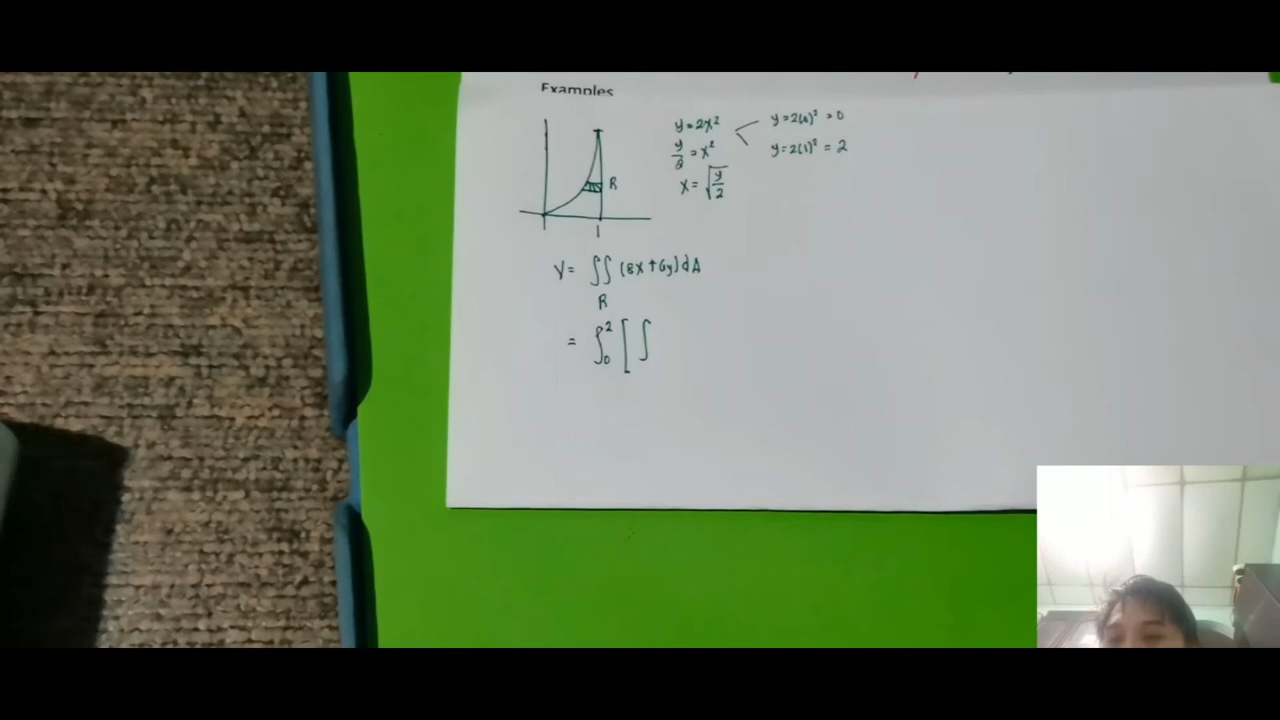 Examples
y=2x²
y=2(0)²=0
y/2=x²
y=2(1)²=2
x=√(y/2)
R
1
V=∬(8x+6y)dA
R
=∫₀²[∫